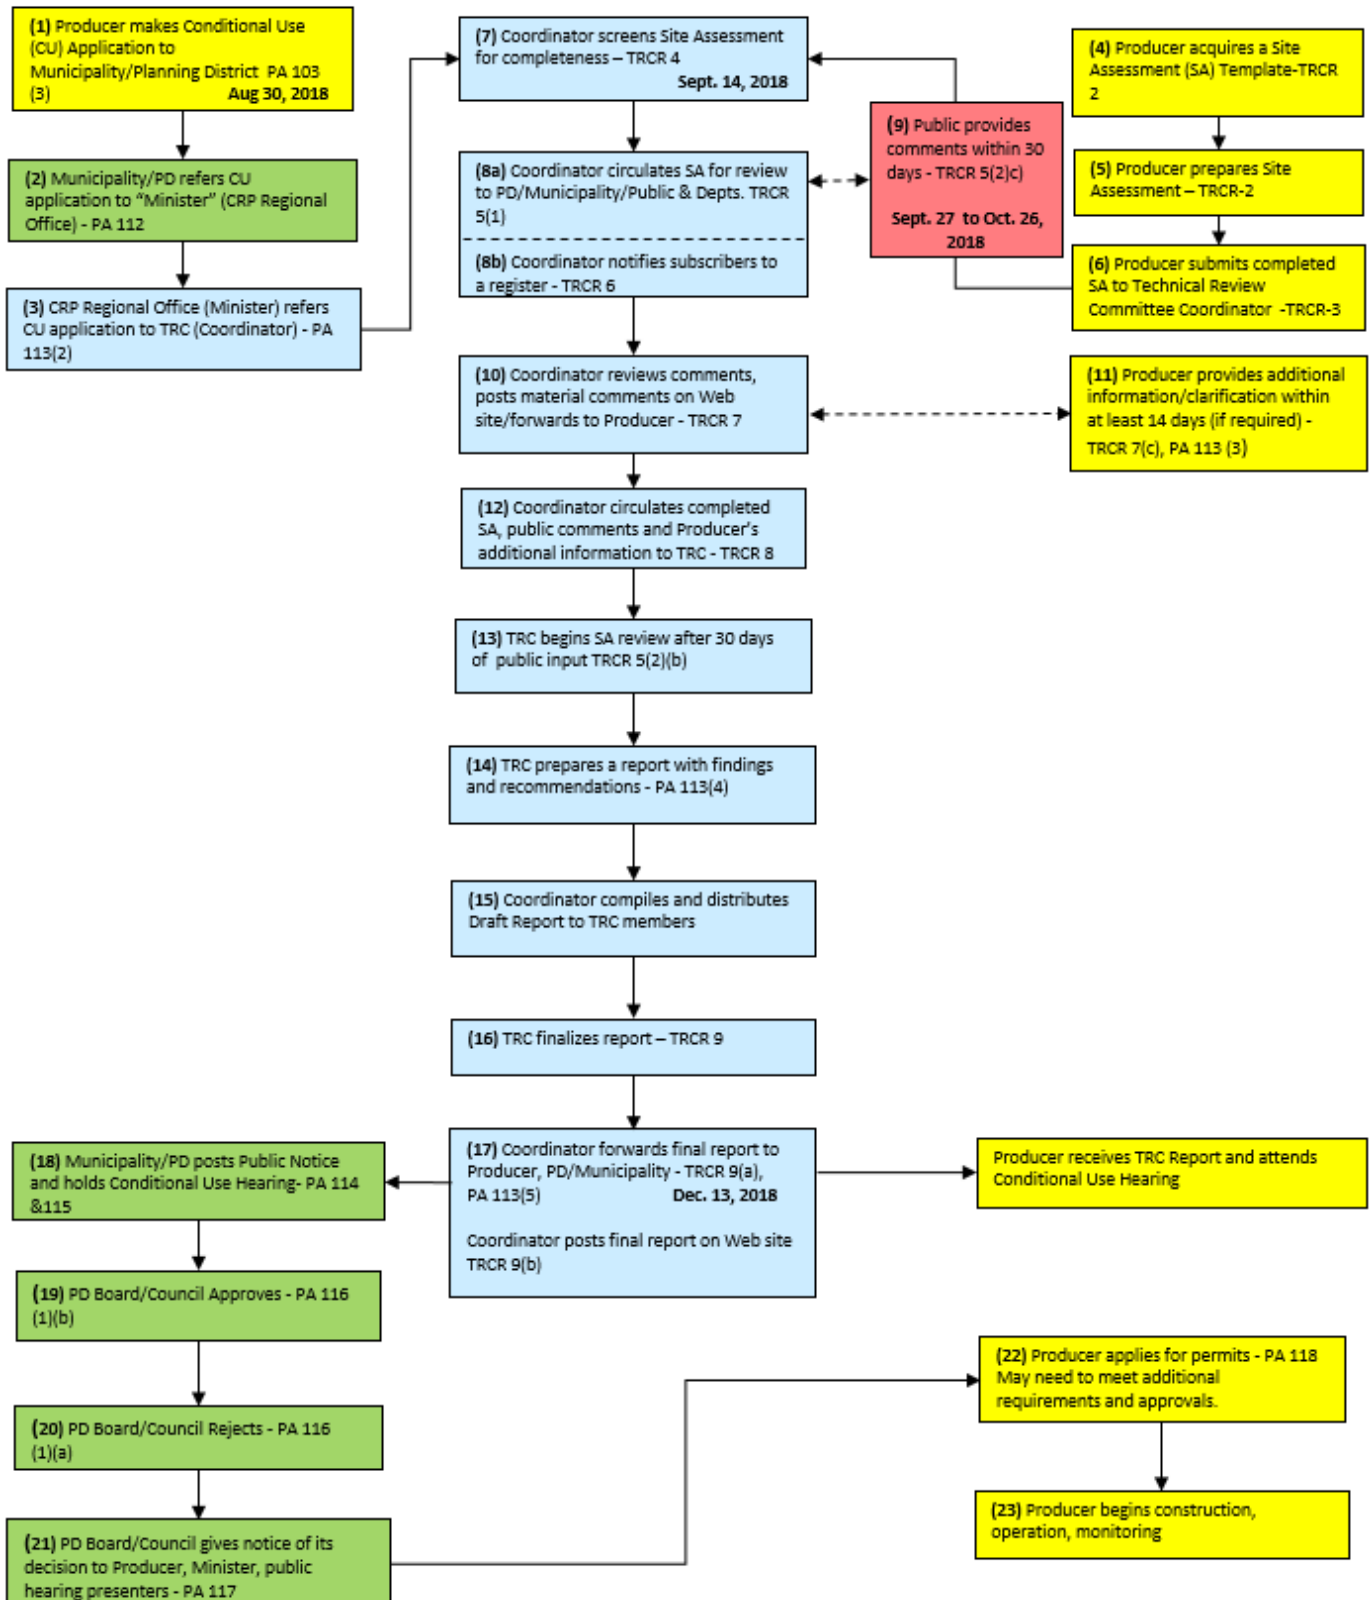 (1) Producer makes Conditional Use
(CU) Application to
Municipality/Planning District PA 103
(3) Aug 30, 2018
(2) Municipality/PD refers CU
application to “Minister” (CRP Regional
Office) - PA 112
(3) CRP Regional Office (Minister) refers
CU application to TRC (Coordinator) - PA
113(2)
(7) Coordinator screens Site Assessment
for completeness – TRCR 4
Sept. 14, 2018
(8a) Coordinator circulates SA for review
to PD/Municipality/Public & Depts. TRCR
5(1)
(8b) Coordinator notifies subscribers to
a register - TRCR 6
(9) Public provides
comments within 30
days - TRCR 5(2)c)
Sept. 27 to Oct. 26,
2018
(4) Producer acquires a Site
Assessment (SA) Template-TRCR
2
(5) Producer prepares Site
Assessment – TRCR-2
(6) Producer submits completed
SA to Technical Review
Committee Coordinator -TRCR-3
(10) Coordinator reviews comments,
posts material comments on Web
site/forwards to Producer - TRCR 7
(11) Producer provides additional
information/clarification within
at least 14 days (if required) -
TRCR 7(c), PA 113 (3)
(12) Coordinator circulates completed
SA, public comments and Producer’s
additional information to TRC - TRCR 8
(13) TRC begins SA review after 30 days
of public input TRCR 5(2)(b)
(14) TRC prepares a report with findings
and recommendations - PA 113(4)
(15) Coordinator compiles and distributes
Draft Report to TRC members
(16) TRC finalizes report – TRCR 9
(17) Coordinator forwards final report to
Producer, PD/Municipality - TRCR 9(a),
PA 113(5) Dec. 13, 2018
Coordinator posts final report on Web site
TRCR 9(b)
Producer receives TRC Report and attends
Conditional Use Hearing
(18) Municipality/PD posts Public Notice
and holds Conditional Use Hearing- PA 114
&115
(19) PD Board/Council Approves - PA 116
(1)(b)
(20) PD Board/Council Rejects - PA 116
(1)(a)
(21) PD Board/Council gives notice of its
decision to Producer, Minister, public
hearing presenters - PA 117
(22) Producer applies for permits - PA 118
May need to meet additional
requirements and approvals.
(23) Producer begins construction,
operation, monitoring